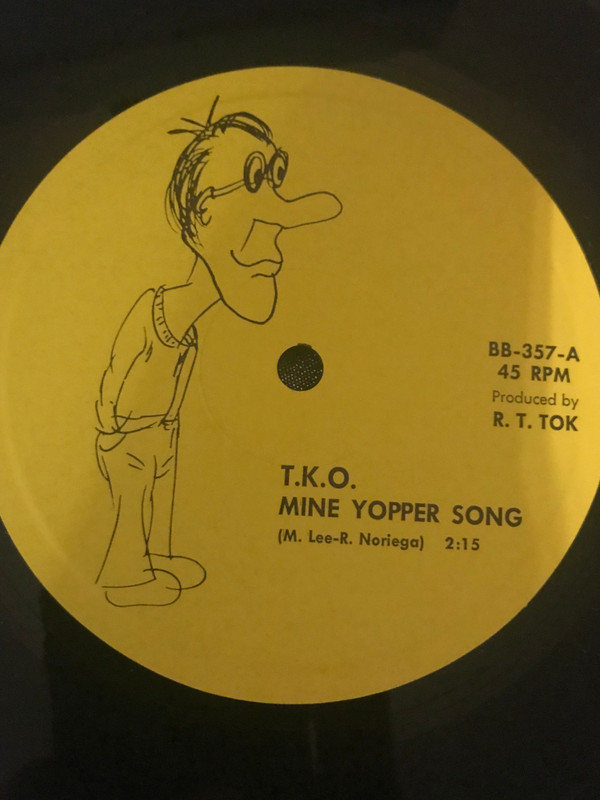 BB-357-A
45 RPM
Produced by
R. T. TOK
T.K.O.
MINE YOPPER SONG
(M. Lee-R. Noriega) 2:15